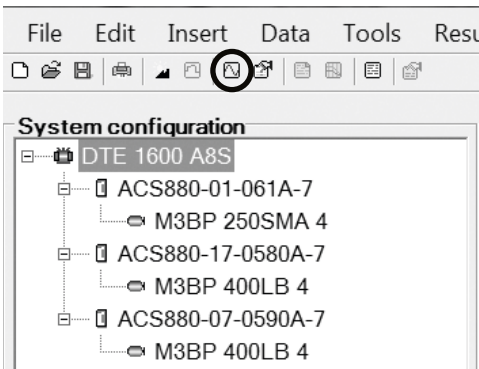 File Edit Insert Data Tools Resu
System configuration
DTE 1600 A8S
ACS880-01-061A-7
M3BP 250SMA 4
ACS880-17-0580A-7
M3BP 400LB 4
ACS880-07-0590A-7
M3BP 400LB 4